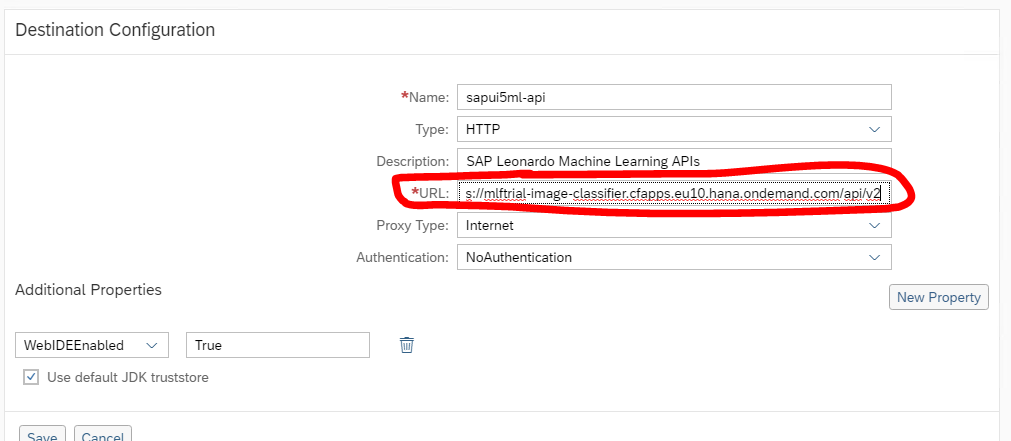 Destination Configuration
*Name: sapui5ml-api
Type: HTTP
Description: SAP Leonardo Machine Learning APIs
*URL: s://mlftrial-image-classifier.cfapps.eu10.hana.ondemand.com/api/v2
Proxy Type: Internet
Authentication: NoAuthentication
Additional Properties
New Property
WebIDEEnabled True
Use default JDK truststore
Save Cancel